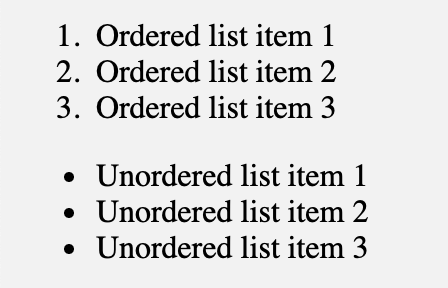 1. Ordered list item 1
2. Ordered list item 2
3. Ordered list item 3
• Unordered list item 1
• Unordered list item 2
• Unordered list item 3